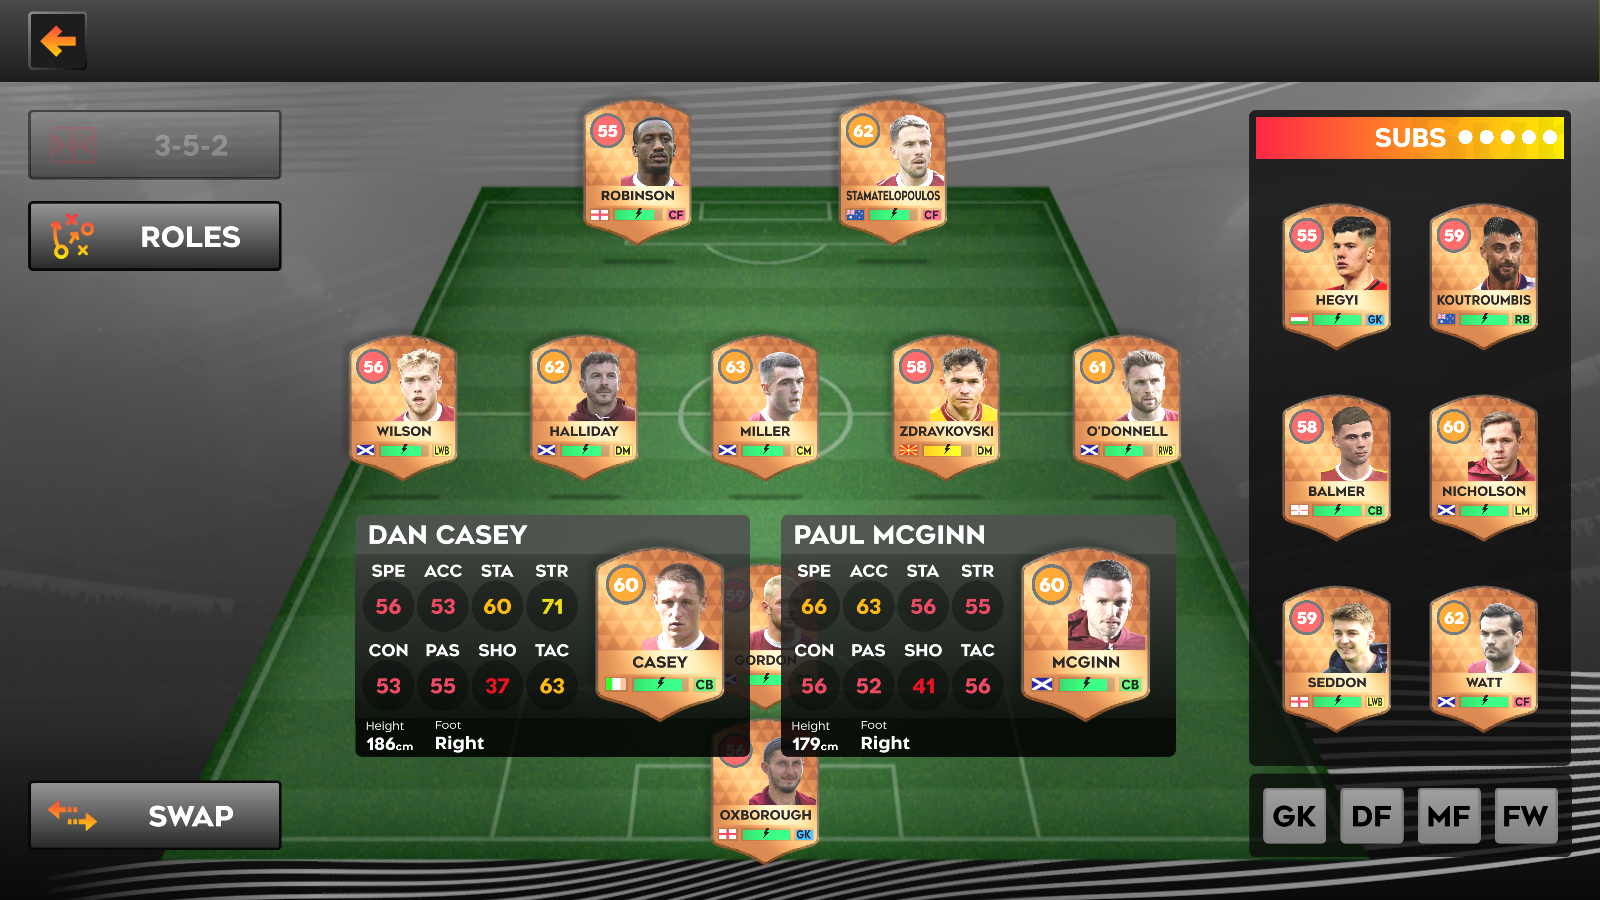 3-5-2
ROLES
55
ROBINSON
CF
62
STAMATELOPOULOS
CF
56
WILSON
LWB
62
HALLIDAY
DM
63
MILLER
CM
58
ZDRAVKOVSKI
DM
61
O'DONNELL
RWB
DAN CASEY
SPE ACC STA STR
56 53 60 71
CON PAS SHO TAC
53 55 37 63
Height Foot
186cm Right
60
CASEY
CB
59
GORDON
PAUL MCGINN
SPE ACC STA STR
66 63 56 55
CON PAS SHO TAC
56 52 41 56
Height Foot
179cm Right
60
MCGINN
CB
56
OXBOROUGH
GK
SWAP
SUBS
55
HEGYI
GK
59
KOUTROUMBIS
RB
58
BALMER
CB
60
NICHOLSON
LM
59
SEDDON
LWB
62
WATT
CF
GK DF MF FW